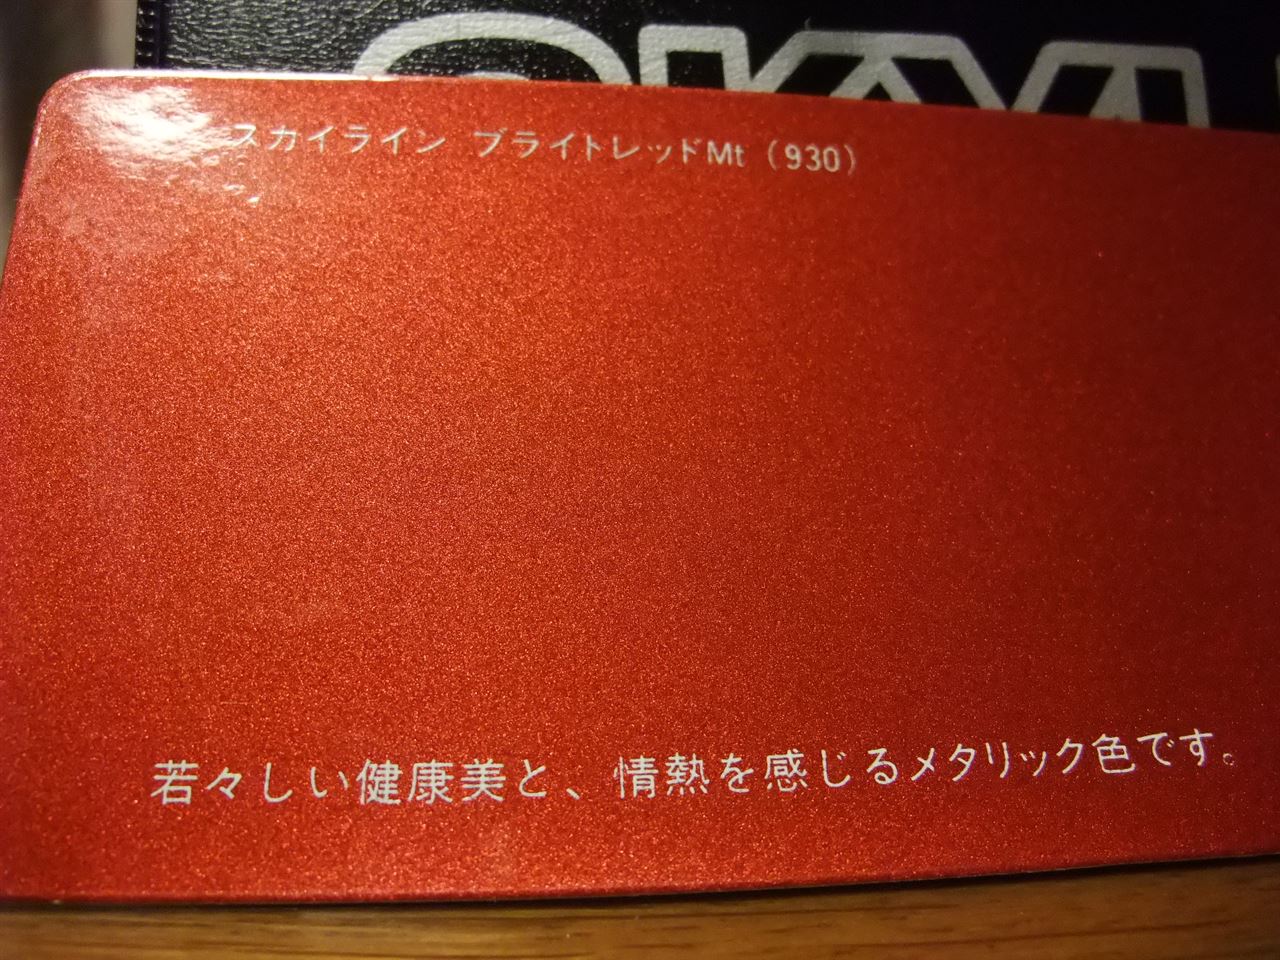 SKYL
スカイライン ブライトレッドMt（930）
若々しい健康美と、情熱を感じるメタリック色です。